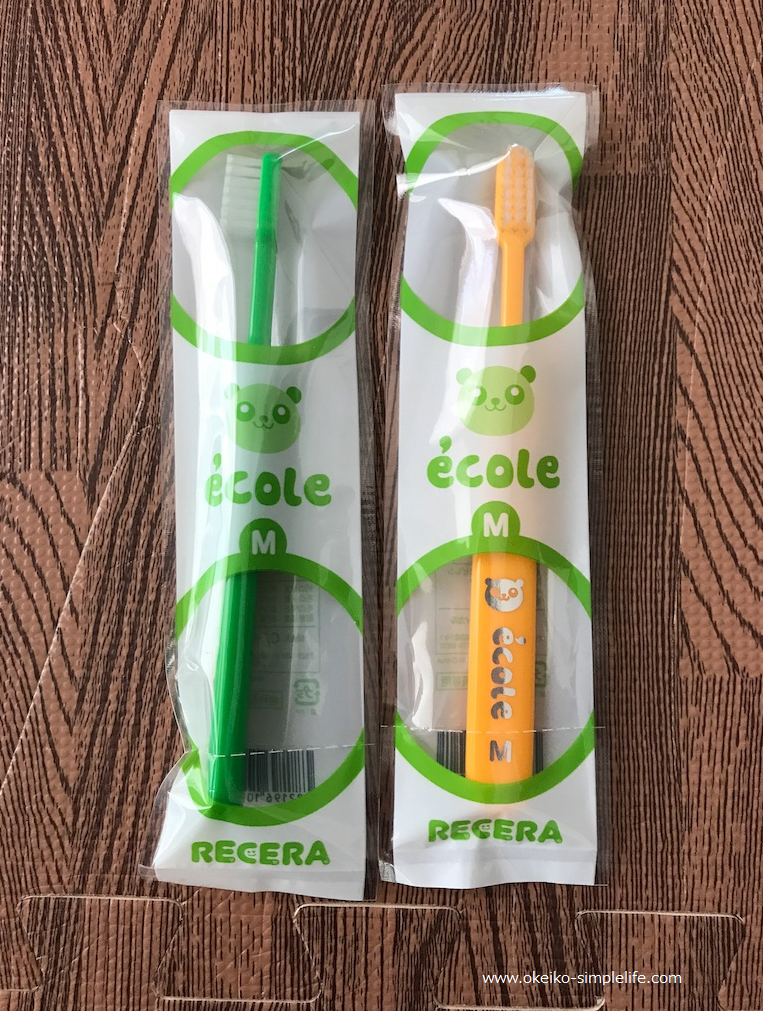 école
M
RECERA
école
M
école M
RECERA
www.okeiko-simplelife.com